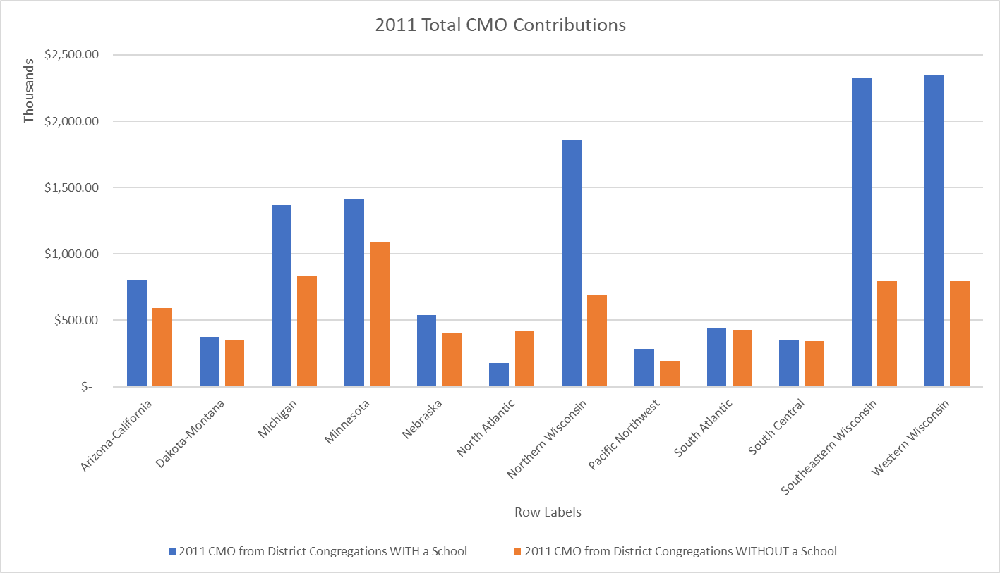 2011 Total CMO Contributions
Thousands
$2,500.00
$2,000.00
$1,500.00
$1,000.00
$500.00
$-
Arizona-California
Dakota-Montana
Michigan
Minnesota
Nebraska
North Atlantic
Northern Wisconsin
Pacific Northwest
South Atlantic
South Central
Southeastern Wisconsin
Western Wisconsin
Row Labels
2011 CMO from District Congregations WITH a School
2011 CMO from District Congregations WITHOUT a School